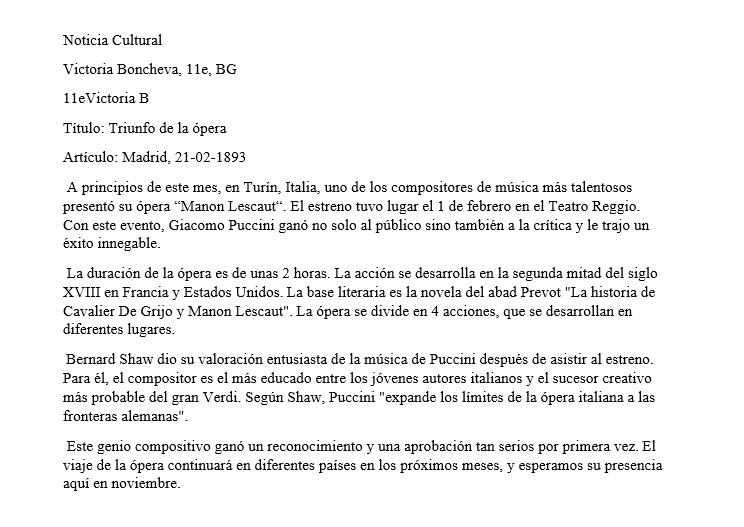 Noticia Cultural
Victoria Boncheva, 11e, BG
11eVictoria B
Título: Triunfo de la ópera
Artículo: Madrid, 21-02-1893
A principios de este mes, en Turín, Italia, uno de los compositores de música más talentosos
presentó su ópera “Manon Lescaut“. El estreno tuvo lugar el 1 de febrero en el Teatro Reggio.
Con este evento, Giacomo Puccini ganó no solo al público sino también a la crítica y le trajo un
éxito innegable.
La duración de la ópera es de unas 2 horas. La acción se desarrolla en la segunda mitad del siglo
XVIII en Francia y Estados Unidos. La base literaria es la novela del abad Prevot "La historia de
Cavalier De Grijo y Manon Lescaut". La ópera se divide en 4 acciones, que se desarrollan en
diferentes lugares.
Bernard Shaw dio su valoración entusiasta de la música de Puccini después de asistir al estreno.
Para él, el compositor es el más educado entre los jóvenes autores italianos y el sucesor creativo
más probable del gran Verdi. Según Shaw, Puccini "expande los límites de la ópera italiana a las
fronteras alemanas".
Este genio compositivo ganó un reconocimiento y una aprobación tan serios por primera vez. El
viaje de la ópera continuará en diferentes países en los próximos meses, y esperamos su presencia
aquí en noviembre.